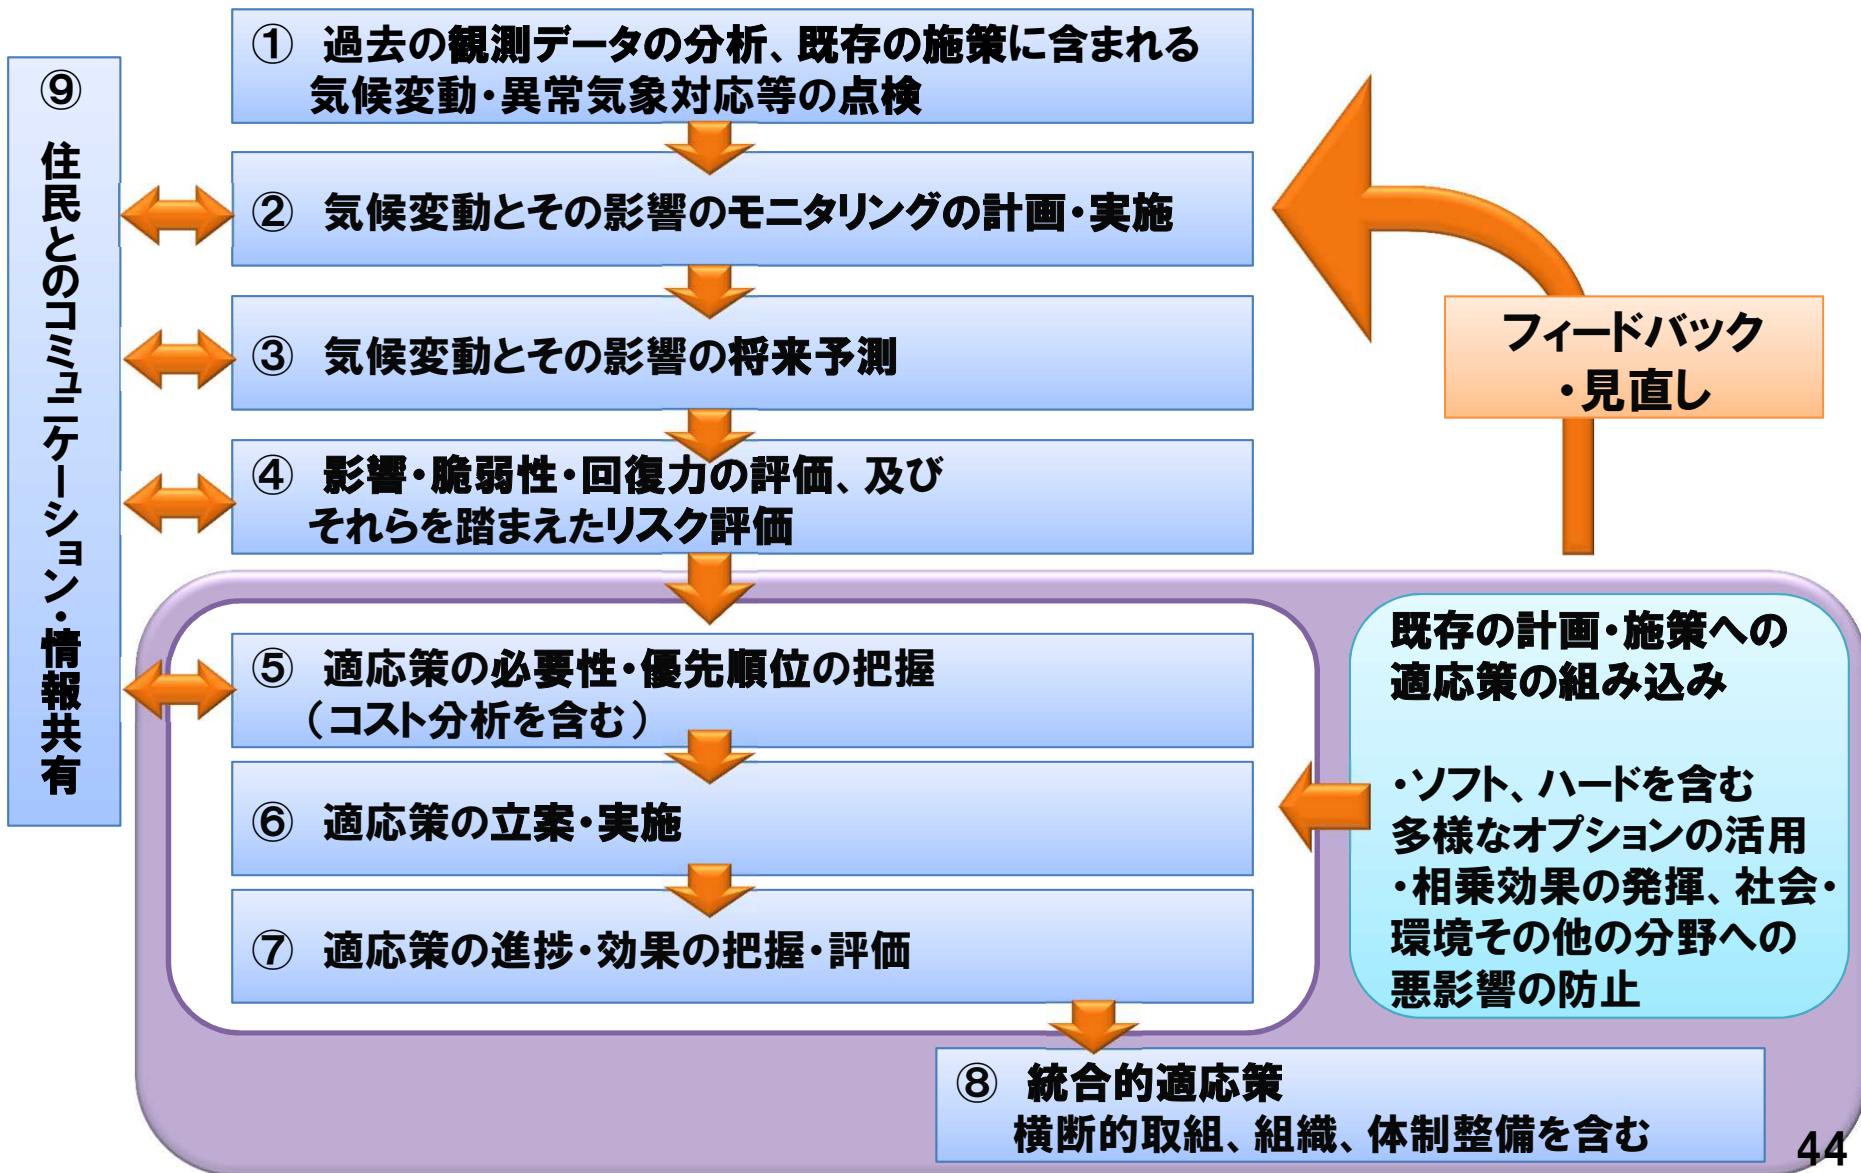 ① 過去の観測データの分析、既存の施策に含まれる
気候変動・異常気象対応等の点検
⑨ 住民とのコミュニケーション・情報共有
② 気候変動とその影響のモニタリングの計画・実施
③ 気候変動とその影響の将来予測
フィードバック
・見直し
④ 影響・脆弱性・回復力の評価、及び
それらを踏まえたリスク評価
⑤ 適応策の必要性・優先順位の把握
（コスト分析を含む）
⑥ 適応策の立案・実施
⑦ 適応策の進捗・効果の把握・評価
既存の計画・施策への
適応策の組み込み
・ソフト、ハードを含む
多様なオプションの活用
・相乗効果の発揮、社会・
環境その他の分野への
悪影響の防止
⑧ 統合的適応策
横断的取組、組織、体制整備を含む
44